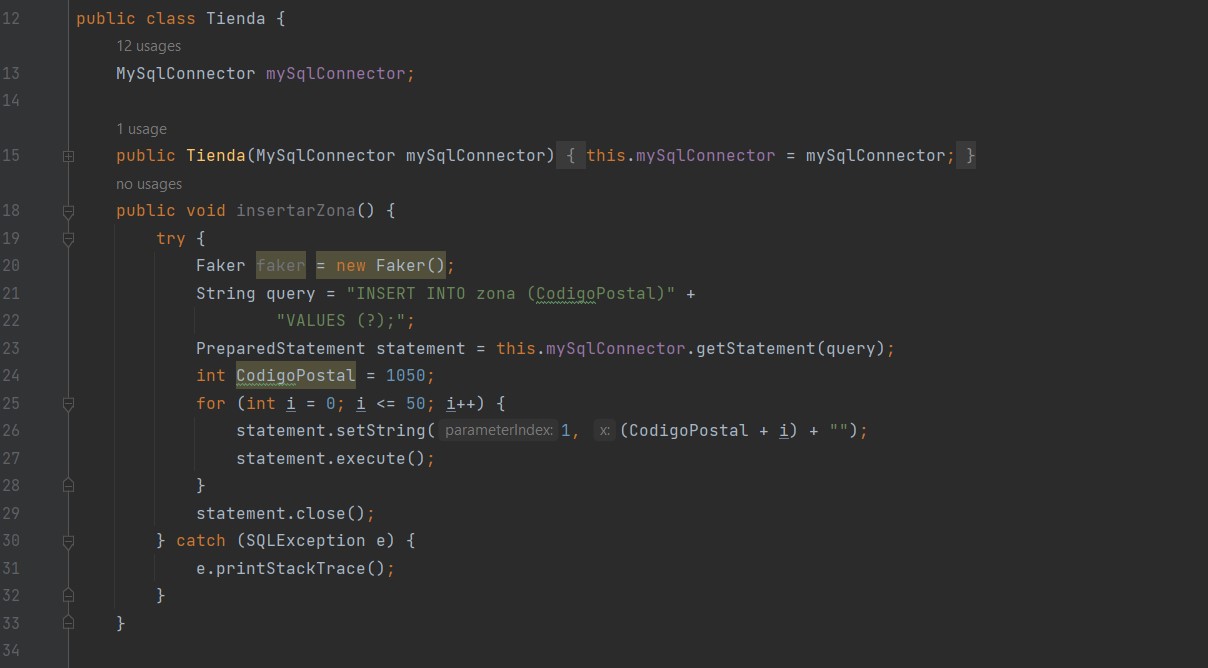 12 public class Tienda {
12 usages
13 MySqlConnector mySqlConnector;
14
1 usage
15 public Tienda(MySqlConnector mySqlConnector) { this.mySqlConnector = mySqlConnector; }
no usages
18 public void insertarZona() {
19 try {
20 Faker faker = new Faker();
21 String query = "INSERT INTO zona (CodigoPostal)" +
22 "VALUES (?);";
23 PreparedStatement statement = this.mySqlConnector.getStatement(query);
24 int CodigoPostal = 1050;
25 for (int i = 0; i <= 50; i++) {
26 statement.setString( parameterIndex: 1, x: (CodigoPostal + i) + "");
27 statement.execute();
28 }
29 statement.close();
30 } catch (SQLException e) {
31 e.printStackTrace();
32 }
33 }
34